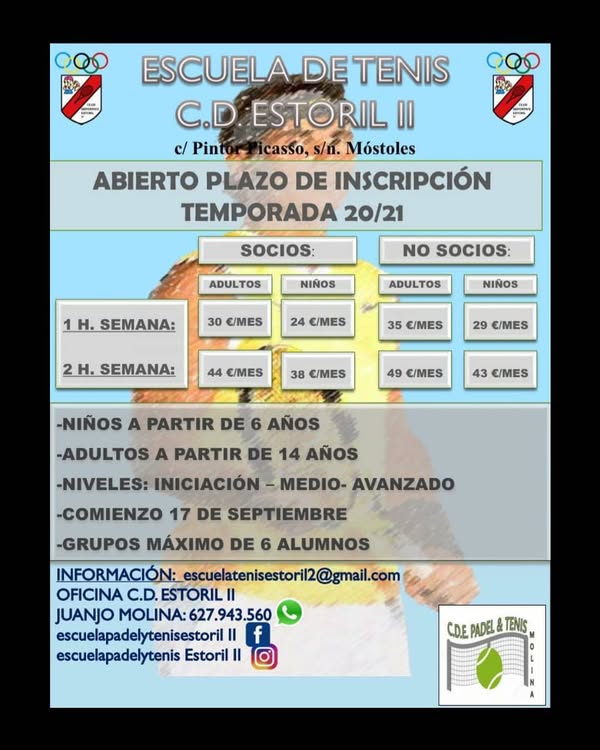 ESCUELA DE TENIS
C.D. ESTORIL II
c/ Pintor Picasso, s/n. Móstoles
ABIERTO PLAZO DE INSCRIPCIÓN
TEMPORADA 20/21
SOCIOS: NO SOCIOS:
ADULTOS NIÑOS ADULTOS NIÑOS
1 H. SEMANA: 30 €/MES 24 €/MES 35 €/MES 29 €/MES
2 H. SEMANA: 44 €/MES 38 €/MES 49 €/MES 43 €/MES
-NIÑOS A PARTIR DE 6 AÑOS
-ADULTOS A PARTIR DE 14 AÑOS
-NIVELES: INICIACIÓN – MEDIO- AVANZADO
-COMIENZO 17 DE SEPTIEMBRE
-GRUPOS MÁXIMO DE 6 ALUMNOS
INFORMACIÓN: escuelatenisestoril2@gmail.com
OFICINA C.D. ESTORIL II
JUANJO MOLINA: 627.943.560
escuelapadelytenisestoril II
escuelapadelytenis Estoril II
C.D.E. PADEL & TENIS
MOLINA